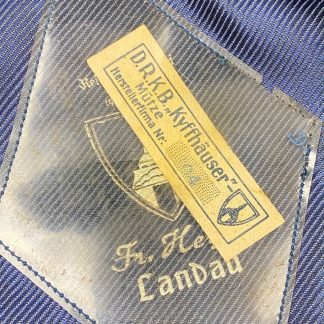 D.R.K.B. „Kyffhäuser“-
Mütze
Herstellerfirma Nr.
Fr. He
Landau